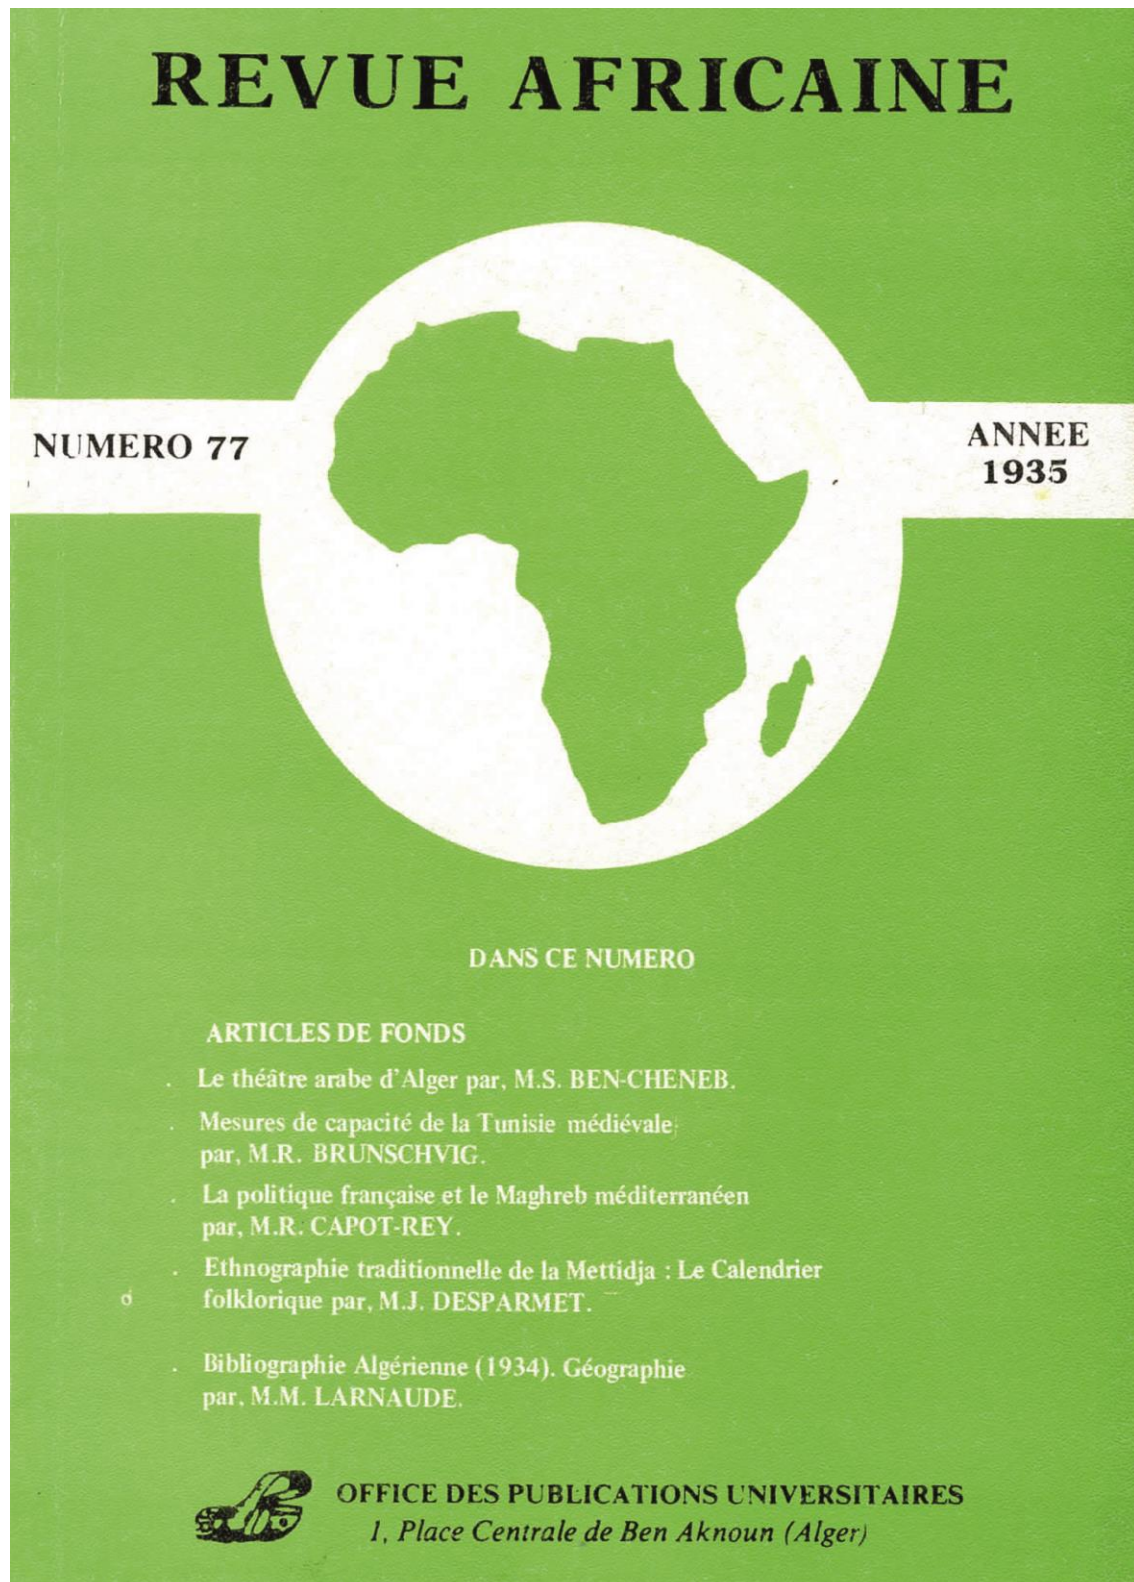 REVUE AFRICAINE
NUMERO 77
ANNEE
1935
DANS CE NUMERO
ARTICLES DE FONDS
. Le théâtre arabe d'Alger par, M.S. BEN-CHENEB.
. Mesures de capacité de la Tunisie médiévale
par, M.R. BRUNSCHVIG.
. La politique française et le Maghreb méditerranéen
par, M.R. CAPOT-REY.
. Ethnographie traditionnelle de la Mettidja : Le Calendrier
folklorique par, M.J. DESPARMET.
. Bibliographie Algérienne (1934). Géographie
par, M.M. LARNAUDE.
OFFICE DES PUBLICATIONS UNIVERSITAIRES
1, Place Centrale de Ben Aknoun (Alger)